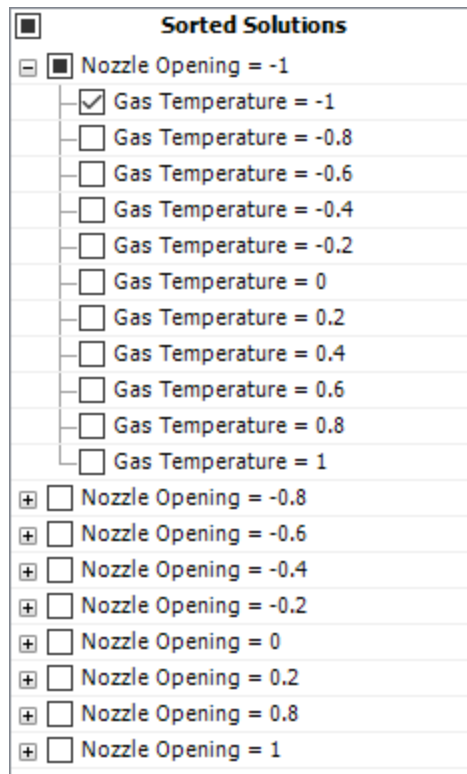 Sorted Solutions
Nozzle Opening = -1
Gas Temperature = -1
Gas Temperature = -0.8
Gas Temperature = -0.6
Gas Temperature = -0.4
Gas Temperature = -0.2
Gas Temperature = 0
Gas Temperature = 0.2
Gas Temperature = 0.4
Gas Temperature = 0.6
Gas Temperature = 0.8
Gas Temperature = 1
Nozzle Opening = -0.8
Nozzle Opening = -0.6
Nozzle Opening = -0.4
Nozzle Opening = -0.2
Nozzle Opening = 0
Nozzle Opening = 0.2
Nozzle Opening = 0.8
Nozzle Opening = 1